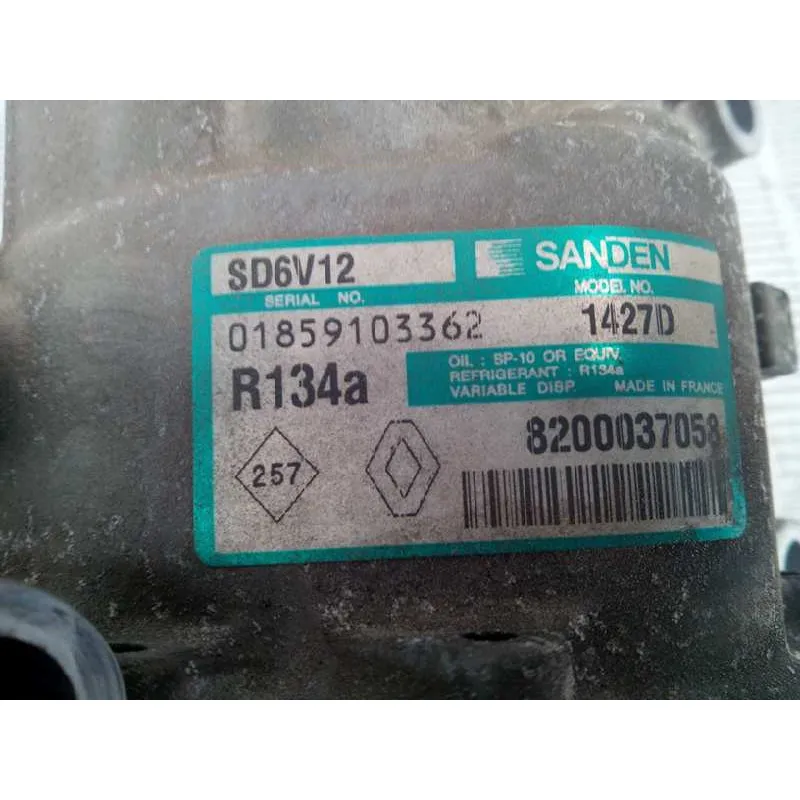 SD6V12
SANDEN
SERIAL NO.
MODEL NO.
01859103362
1427D
R134a
OIL : SP-10 OR EQUIV.
REFRIGERANT : R134a
VARIABLE DISP. MADE IN FRANCE
8200037058
257